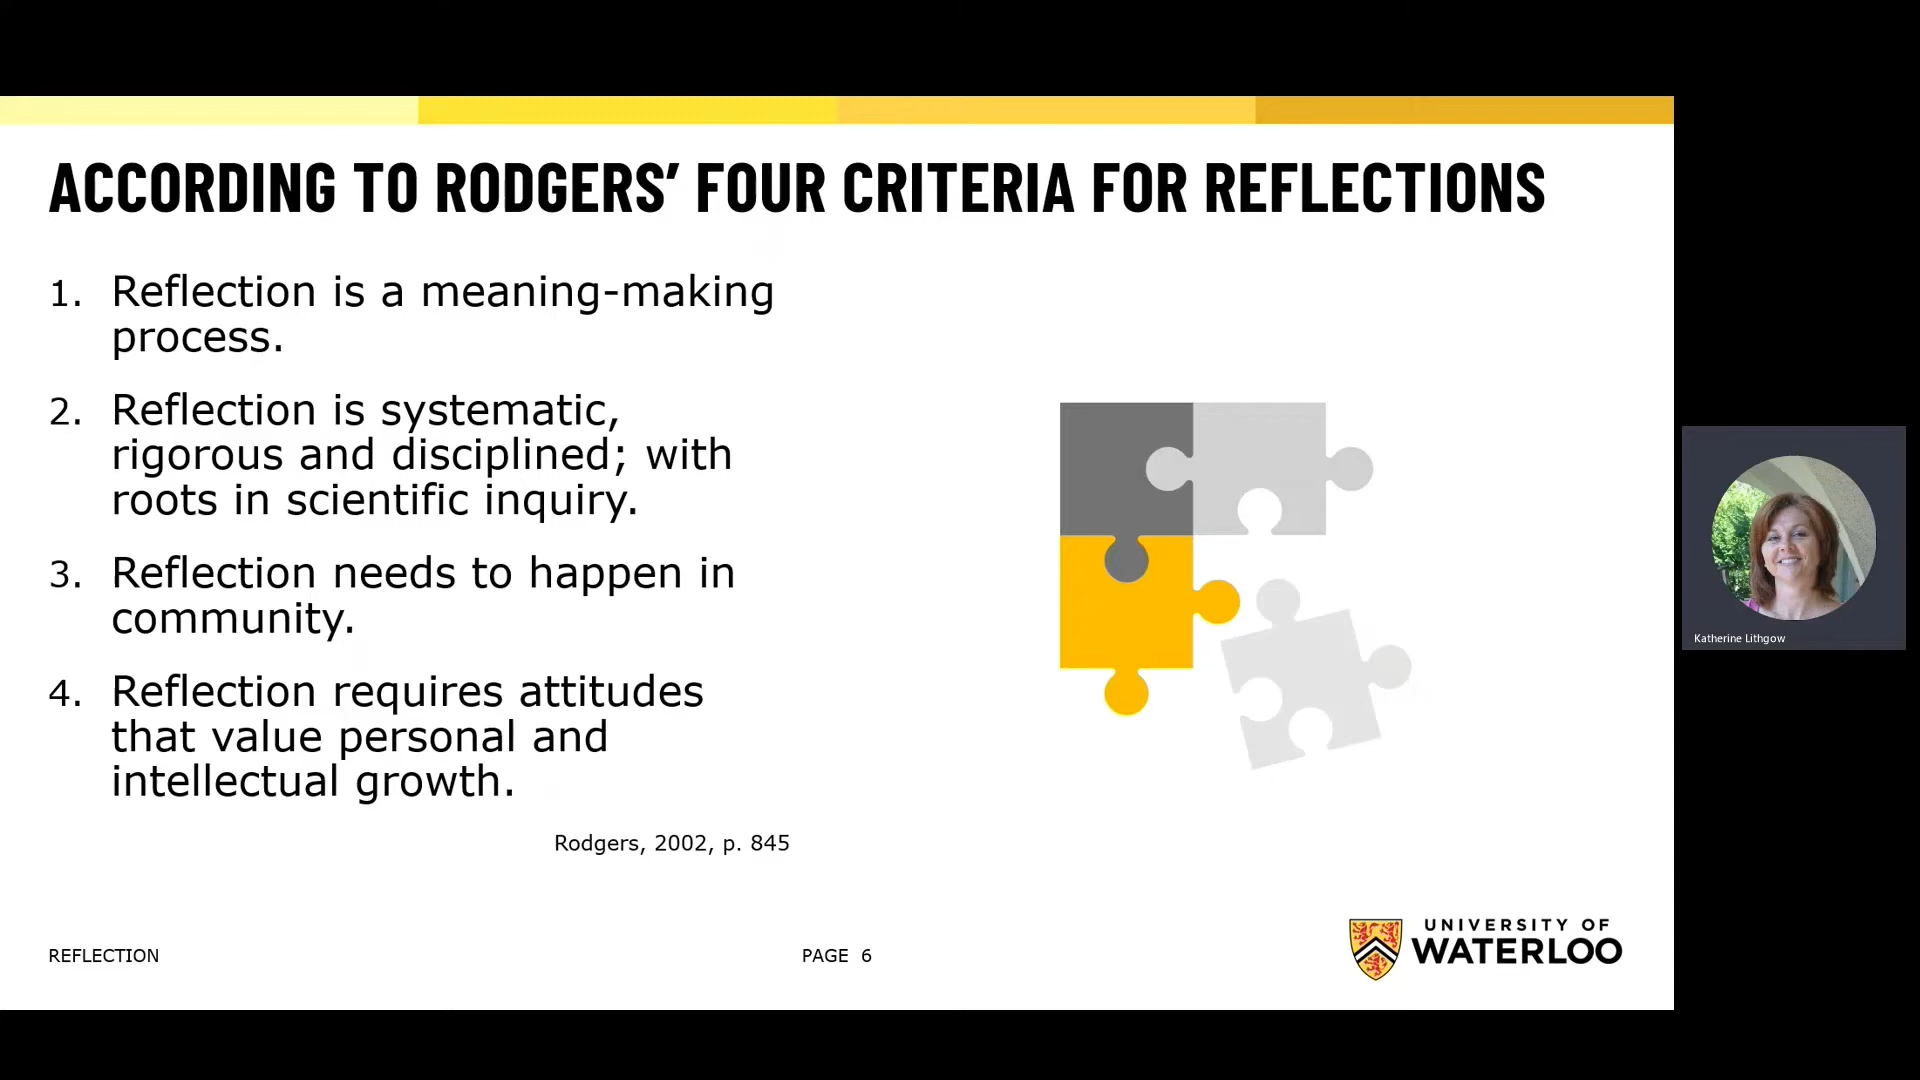 ACCORDING TO RODGERS’ FOUR CRITERIA FOR REFLECTIONS
1. Reflection is a meaning-making
process.
2. Reflection is systematic,
rigorous and disciplined; with
roots in scientific inquiry.
3. Reflection needs to happen in
community.
4. Reflection requires attitudes
that value personal and
intellectual growth.
Rodgers, 2002, p. 845
Katherine Lithgow
REFLECTION
PAGE 6
UNIVERSITY OF
WATERLOO